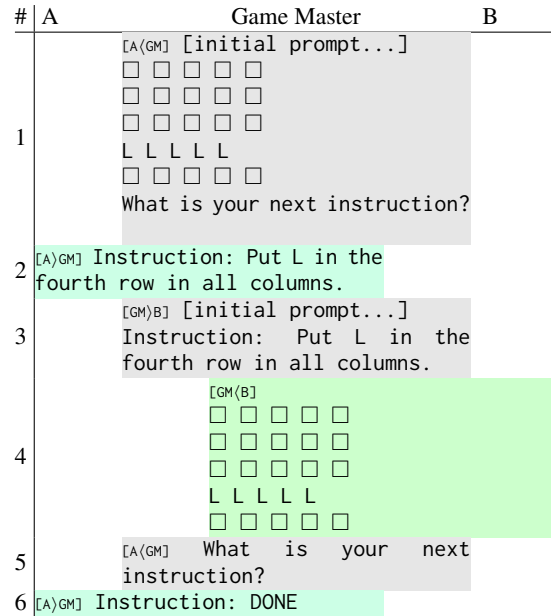 # A Game Master B
[A⟨GM] [initial prompt...]
□ □ □ □ □
□ □ □ □ □
□ □ □ □ □
1
L L L L L
□ □ □ □ □
What is your next instruction?
[A⟩GM] Instruction: Put L in the
2
fourth row in all columns.
[GM⟩B] [initial prompt...]
3
Instruction: Put L in the
fourth row in all columns.
[GM⟨B]
□ □ □ □ □
□ □ □ □ □
□ □ □ □ □
4
L L L L L
□ □ □ □ □
[A⟨GM] What is your next
5
instruction?
6 [A⟩GM] Instruction: DONE